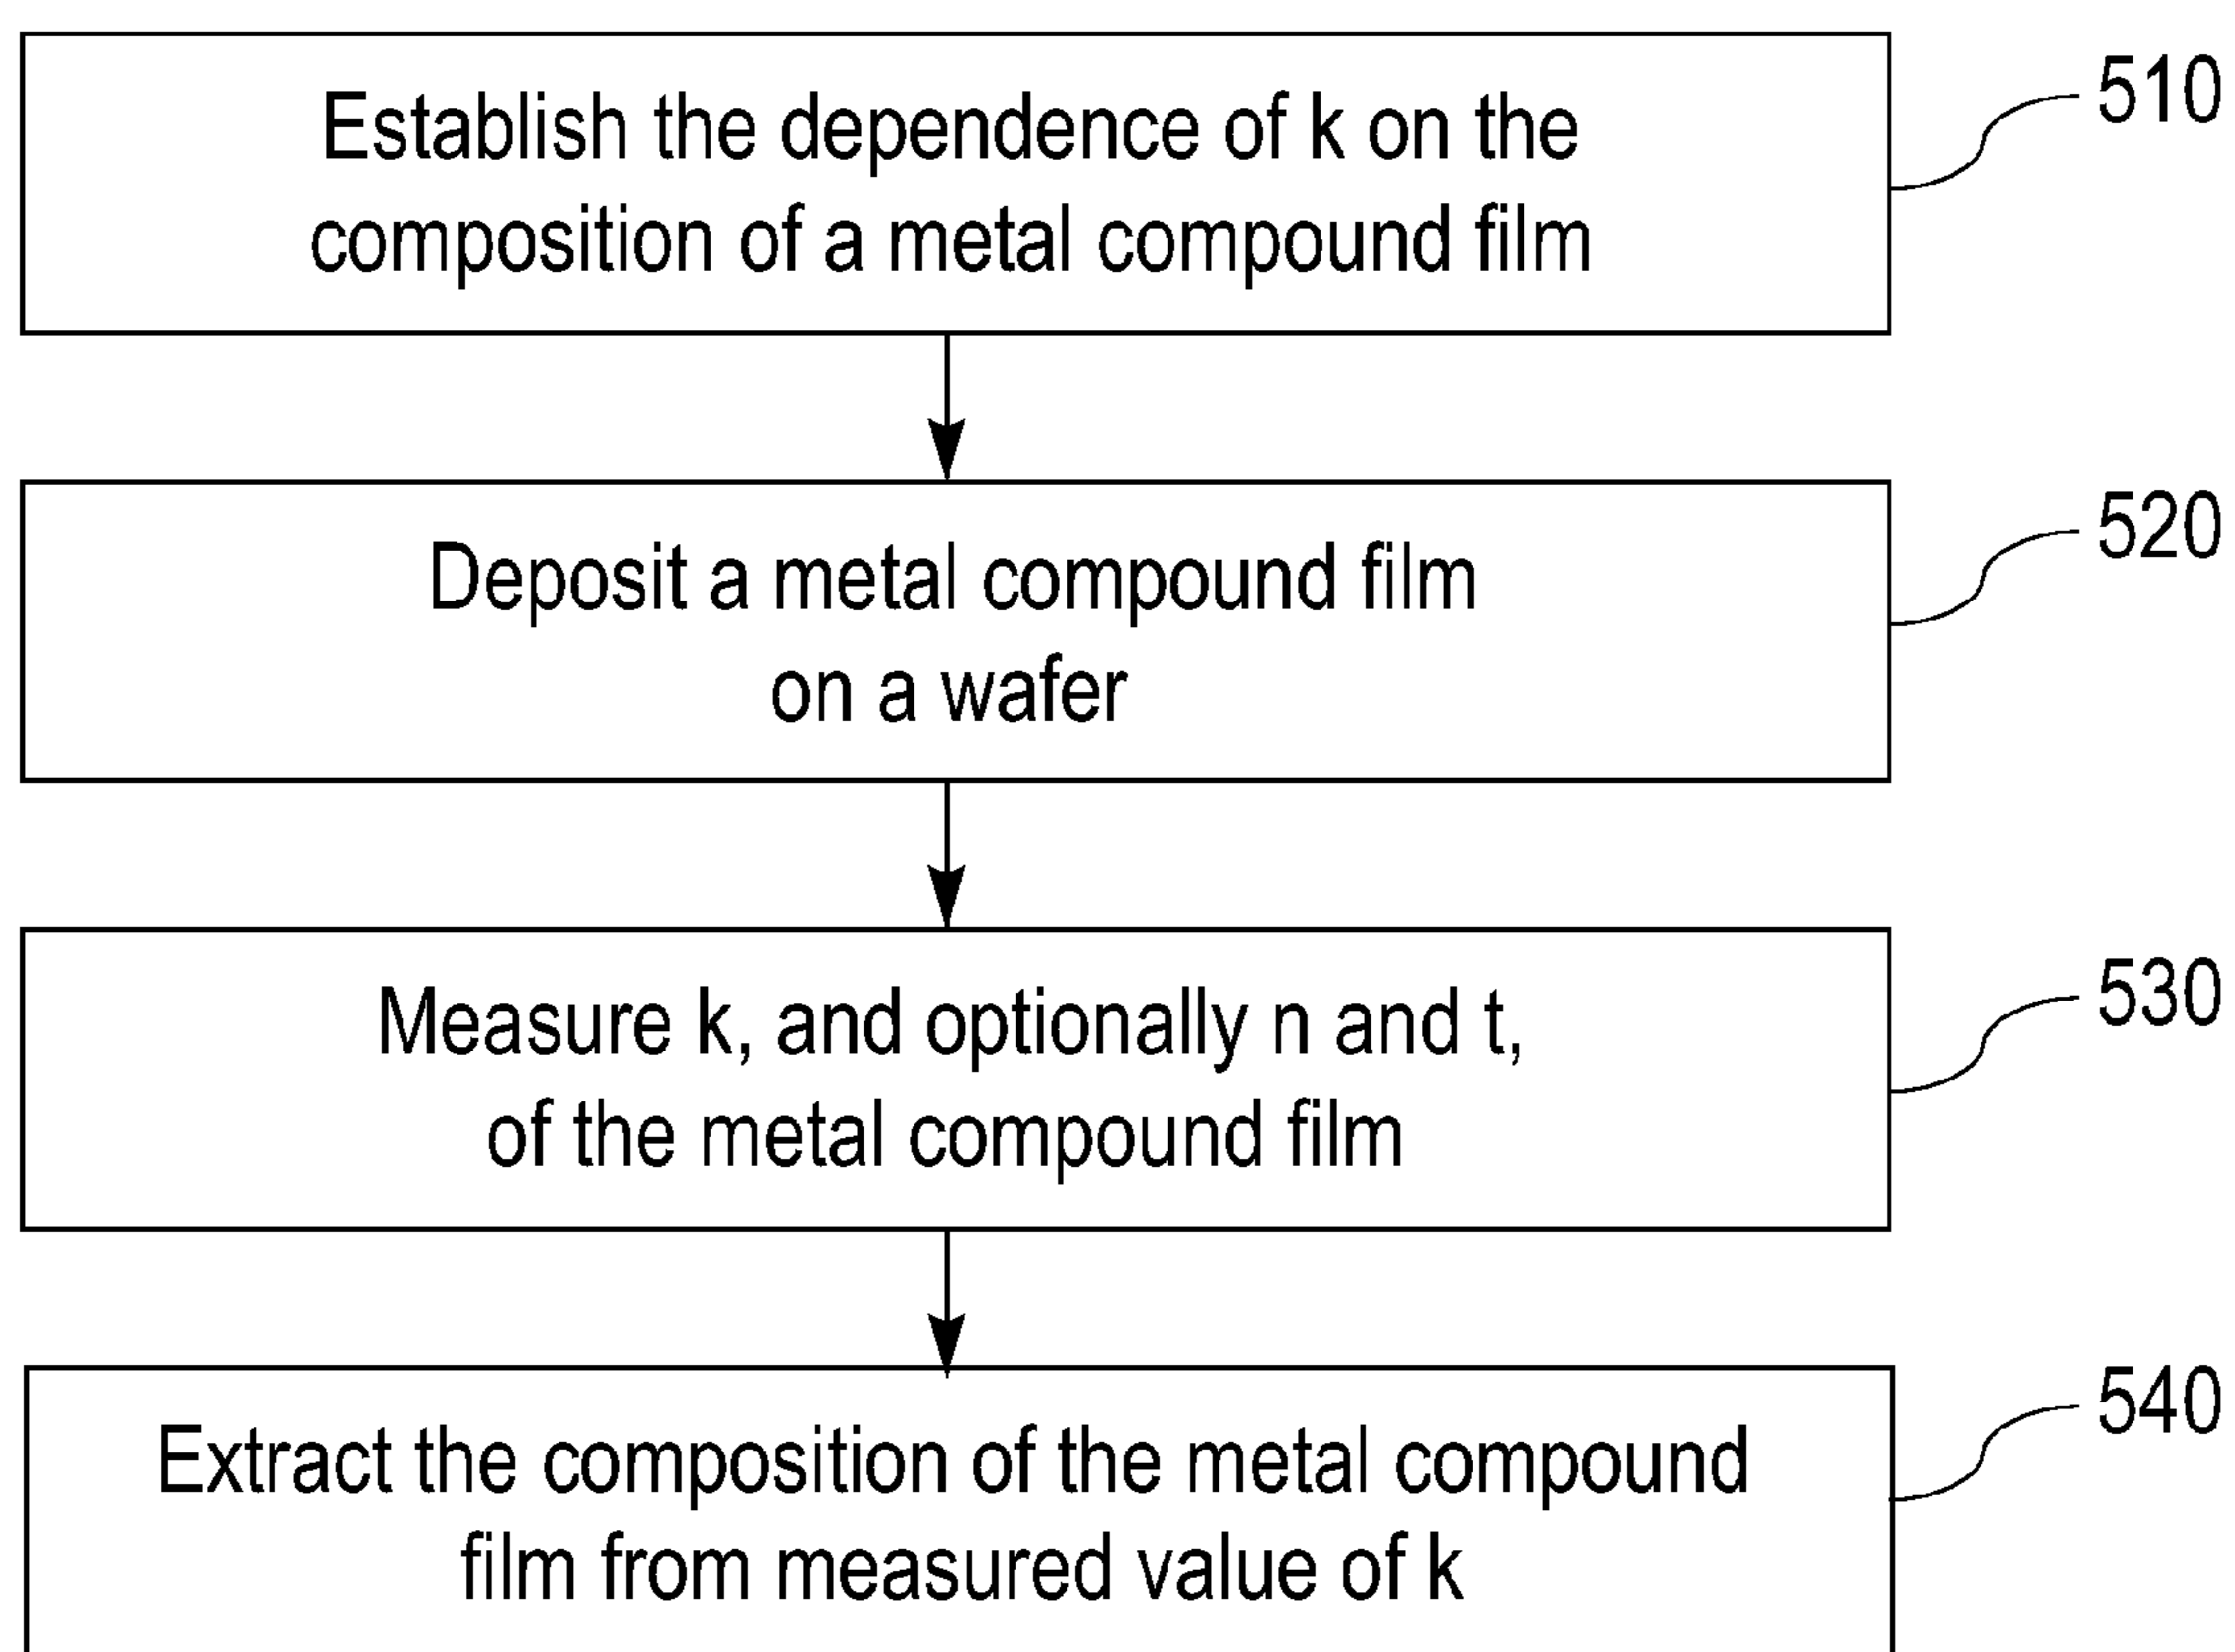 Establish the dependence of k on the
composition of a metal compound film
510
Deposit a metal compound film
on a wafer
520
Measure k, and optionally n and t,
of the metal compound film
530
Extract the composition of the metal compound
film from measured value of k
540